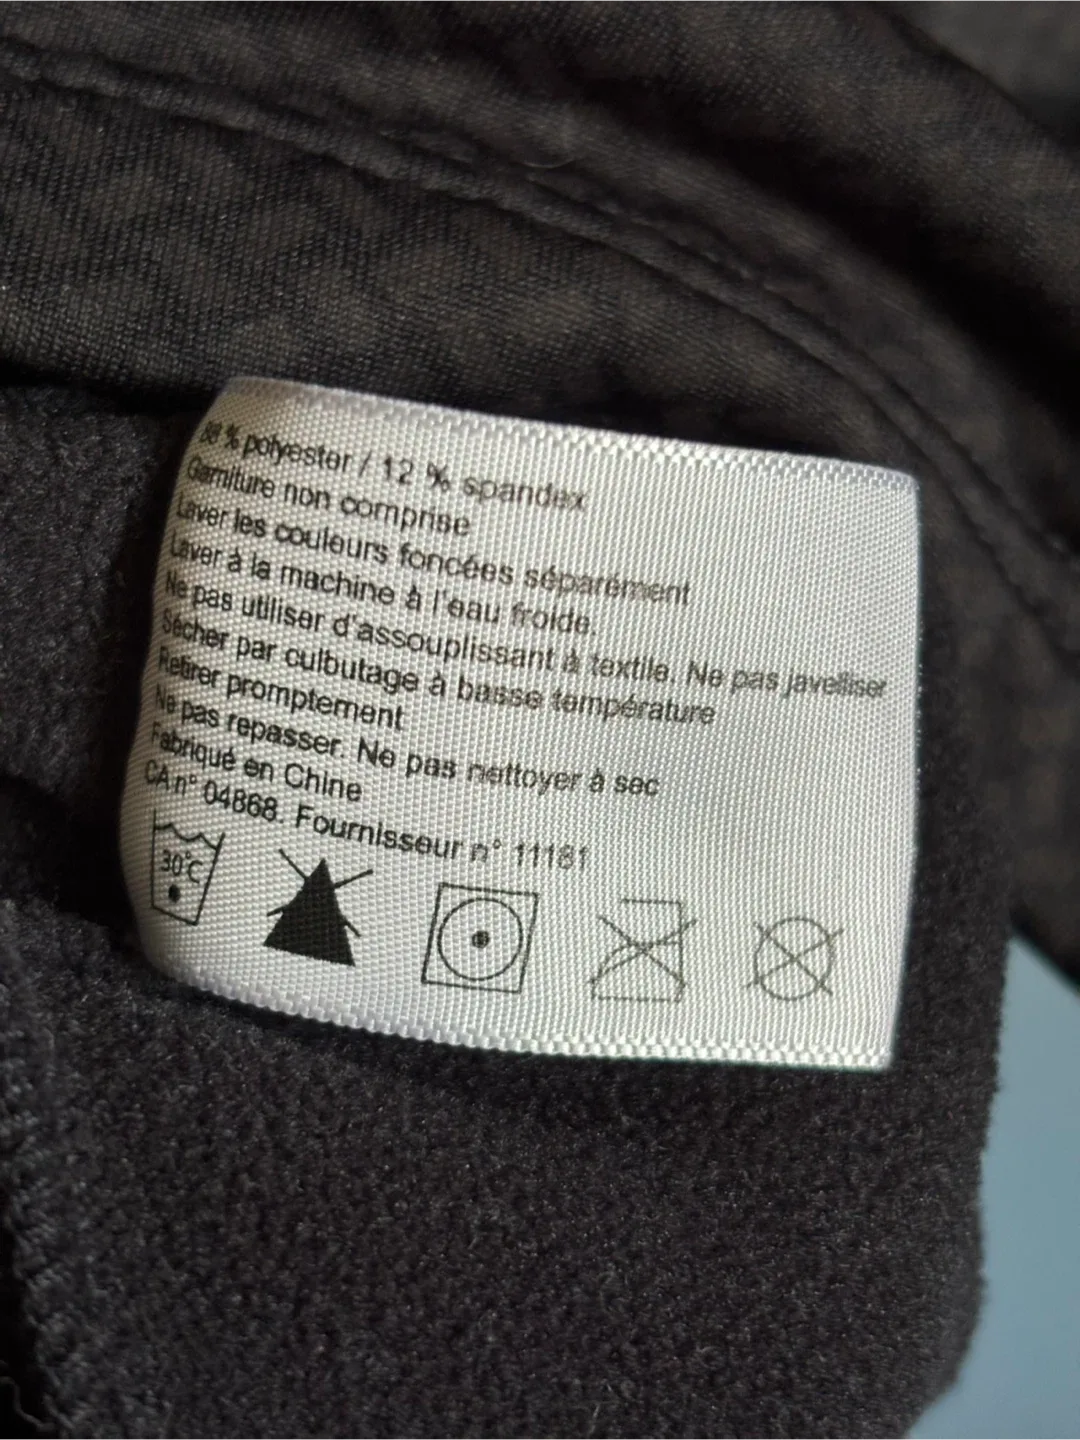 88 % polyester / 12 % spandex
Garniture non comprise
Laver les couleurs foncées séparément
Laver à la machine à l'eau froide.
Ne pas utiliser d'assouplissant à textile. Ne pas javelliser
Sécher par culbutage à basse température
Retirer promptement
Ne pas repasser. Ne pas nettoyer à sec
Fabriqué en Chine
CA n° 04868. Fournisseur n° 11181
30°C